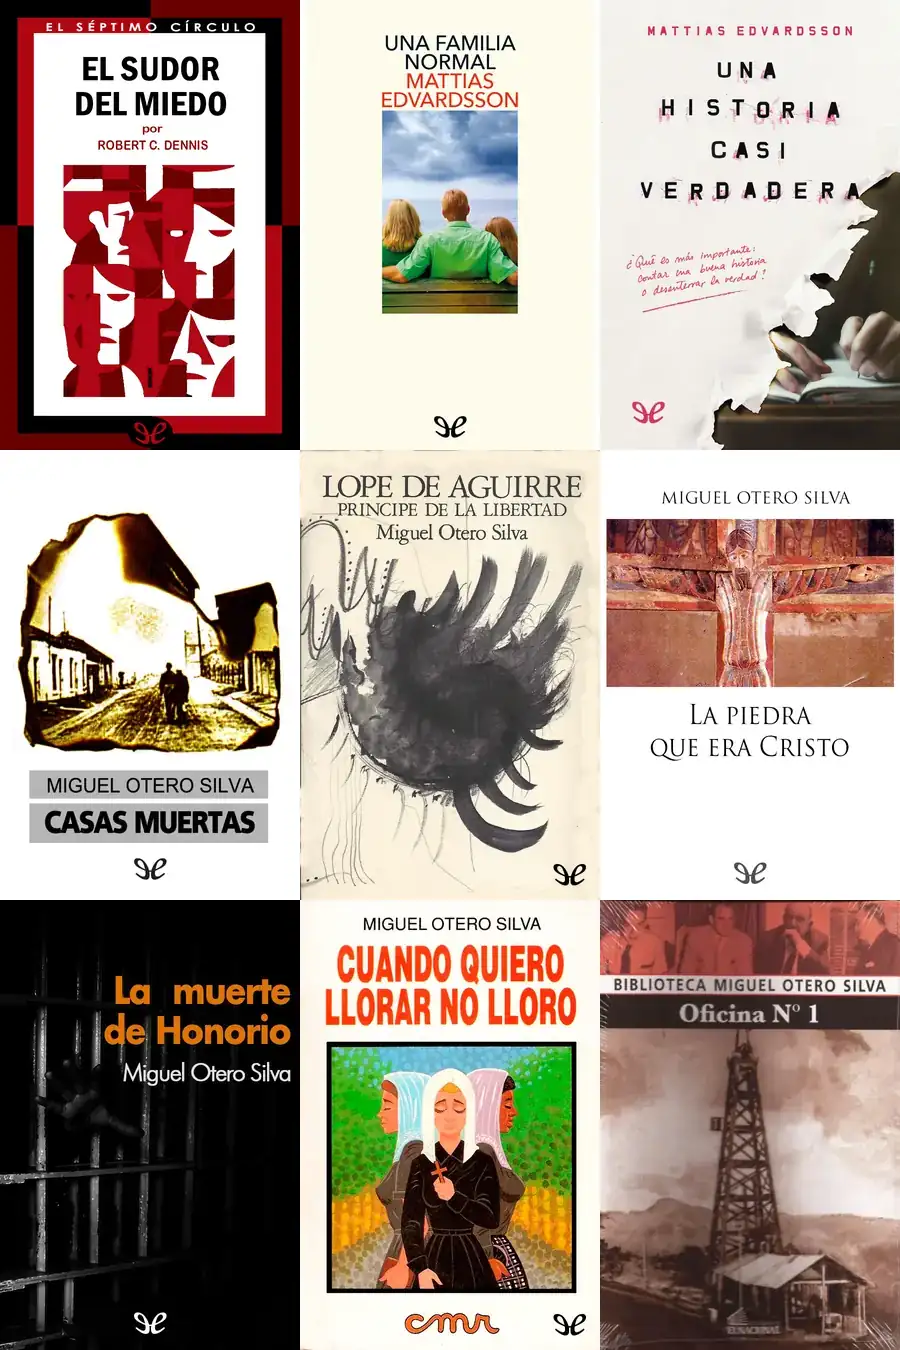 EL SÉPTIMO CÍRCULO
EL SUDOR
DEL MIEDO
por
ROBERT C. DENNIS
UNA FAMILIA
NORMAL
MATTIAS
EDVARDSSON
MATTIAS EDVARDSSON
UNA
HISTORIA
CASI
VERDADERA
¿Qué es más importante:
contar una buena historia
o desenterrar la verdad?
MIGUEL OTERO SILVA
CASAS MUERTAS
LOPE DE AGUIRRE
PRINCIPE DE LA LIBERTAD
Miguel Otero Silva
MIGUEL OTERO SILVA
LA PIEDRA
QUE ERA CRISTO
La muerte
de Honorio
Miguel Otero Silva
MIGUEL OTERO SILVA
CUANDO QUIERO
LLORAR NO LLORO
cmr
BIBLIOTECA MIGUEL OTERO SILVA
Oficina Nº 1
EL NACIONAL